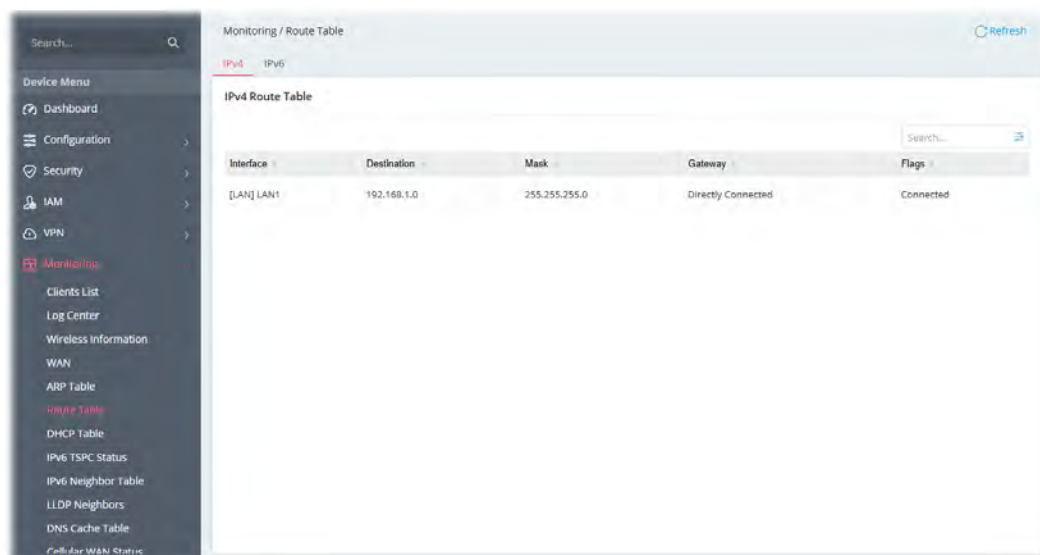 Search...
Device Menu
Dashboard
Configuration
Security
IAM
VPN
Monitoring
Clients List
Log Center
Wireless Information
WAN
ARP Table
Route Table
DHCP Table
IPv6 TSPC Status
IPv6 Neighbor Table
LLDP Neighbors
DNS Cache Table
Cellular WAN Status
Monitoring / Route Table
Refresh
IPv4 IPv6
IPv4 Route Table
Search...
Interface Destination Mask Gateway Flags
[LAN] LAN1 192.168.1.0 255.255.255.0 Directly Connected Connected